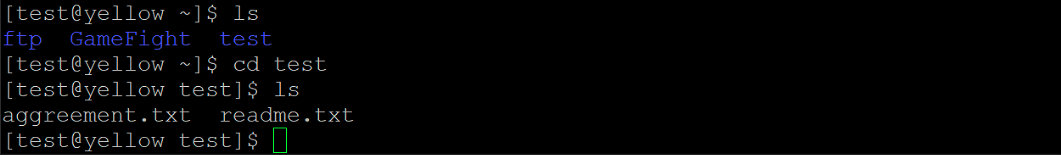 [test@yellow ~]$ ls
ftp  GameFight  test
[test@yellow ~]$ cd test
[test@yellow test]$ ls
aggreement.txt  readme.txt
[test@yellow test]$